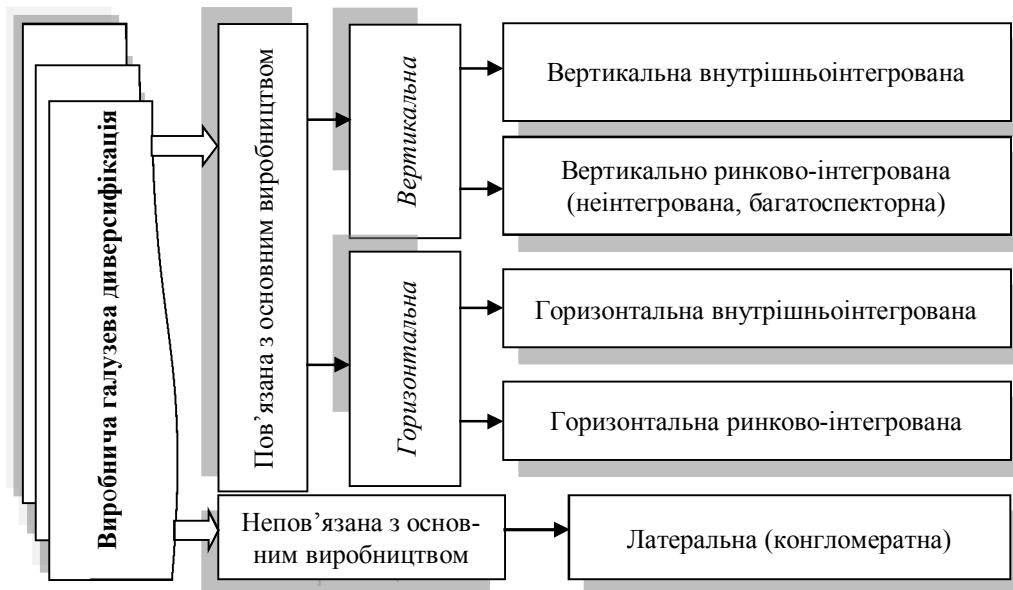 Виробнича галузева диверсифікація
Пов’язана з основним виробництвом
Вертикальна
Вертикальна внутрішньоінтегрована
Вертикально ринково-інтегрована
(неінтегрована, багатоспекторна)
Горизонтальна
Горизонтальна внутрішньоінтегрована
Горизонтальна ринково-інтегрована
Непов’язана з основ-
ним виробництвом
Латеральна (конгломератна)